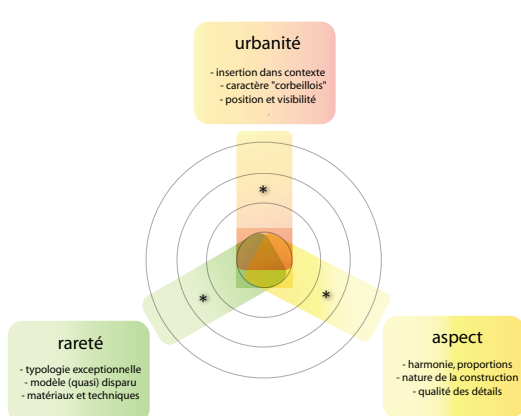 urbanité
- insertion dans contexte
- caractère "corbeillois"
- position et visibilité
*
*
*
rareté
- typologie exceptionnelle
- modèle (quasi) disparu
- matériaux et techniques
aspect
- harmonie, proportions
- nature de la construction
- qualité des détails